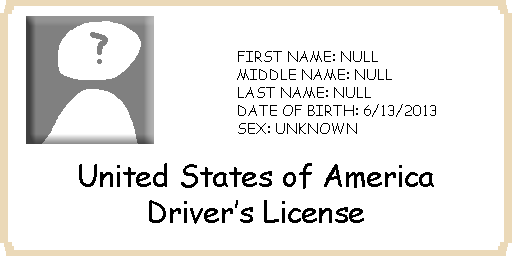 ?
FIRST NAME: NULL
MIDDLE NAME: NULL
LAST NAME: NULL
DATE OF BIRTH: 6/13/2013
SEX: UNKNOWN
United States of America
Driver's License